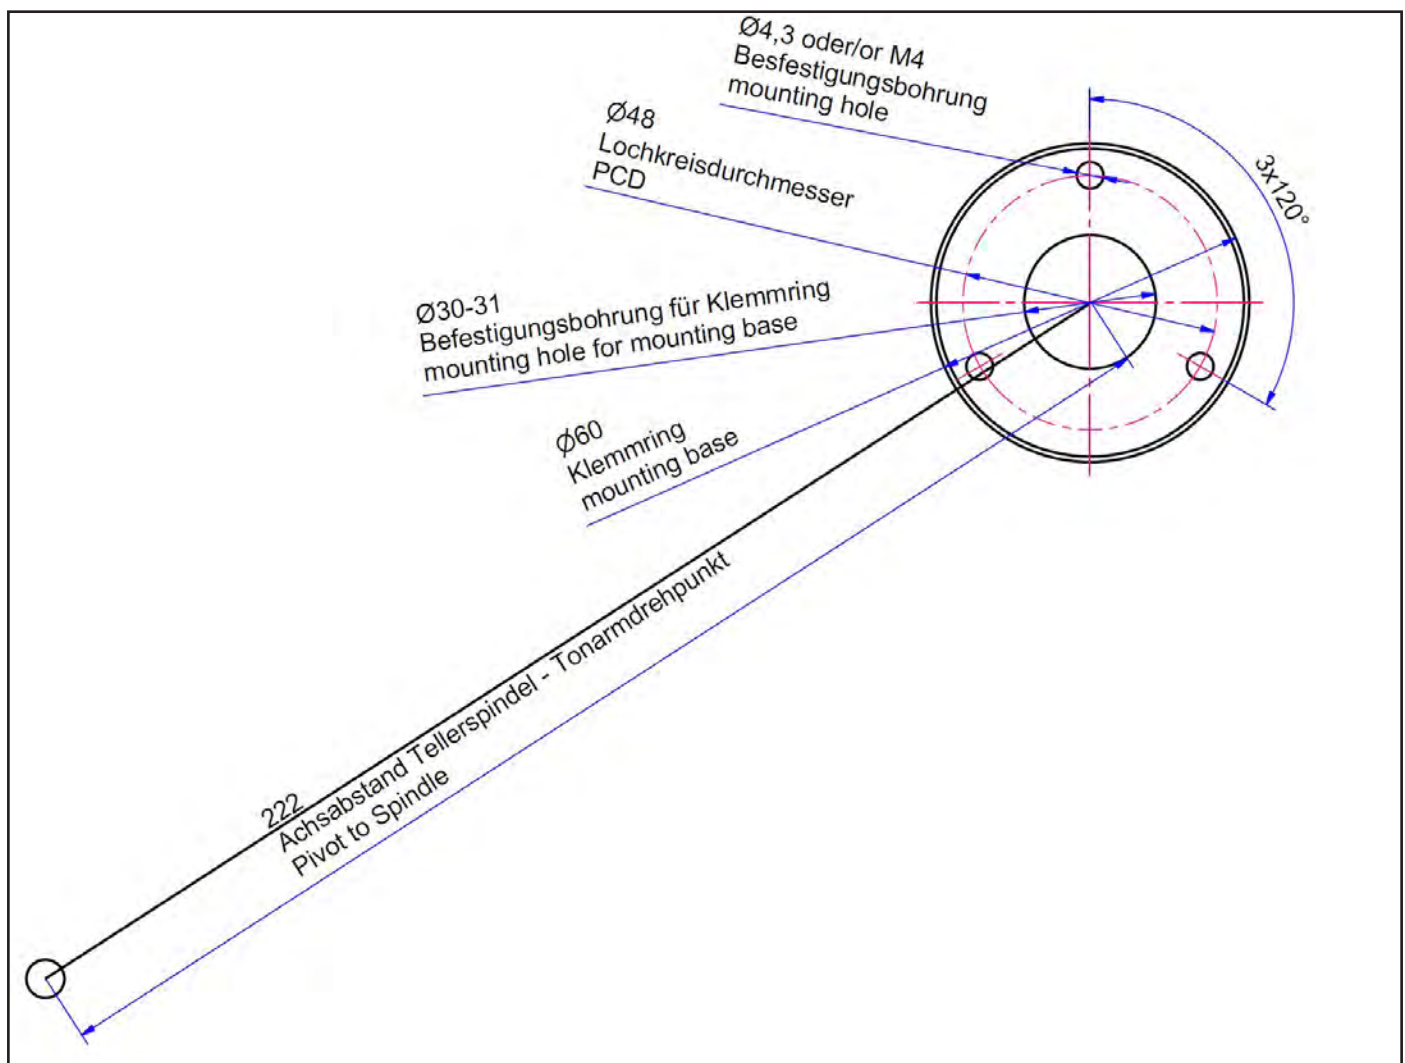 Ø4,3 oder/or M4
Besfestigungsbohrung
mounting hole
Ø48
Lochkreisdurchmesser
PCD
3x120°
Ø30-31
Befestigungsbohrung für Klemmring
mounting hole for mounting base
Ø60
Klemmring
mounting base
222
Achsabstand Tellerspindel - Tonarmdrehpunkt
Pivot to Spindle